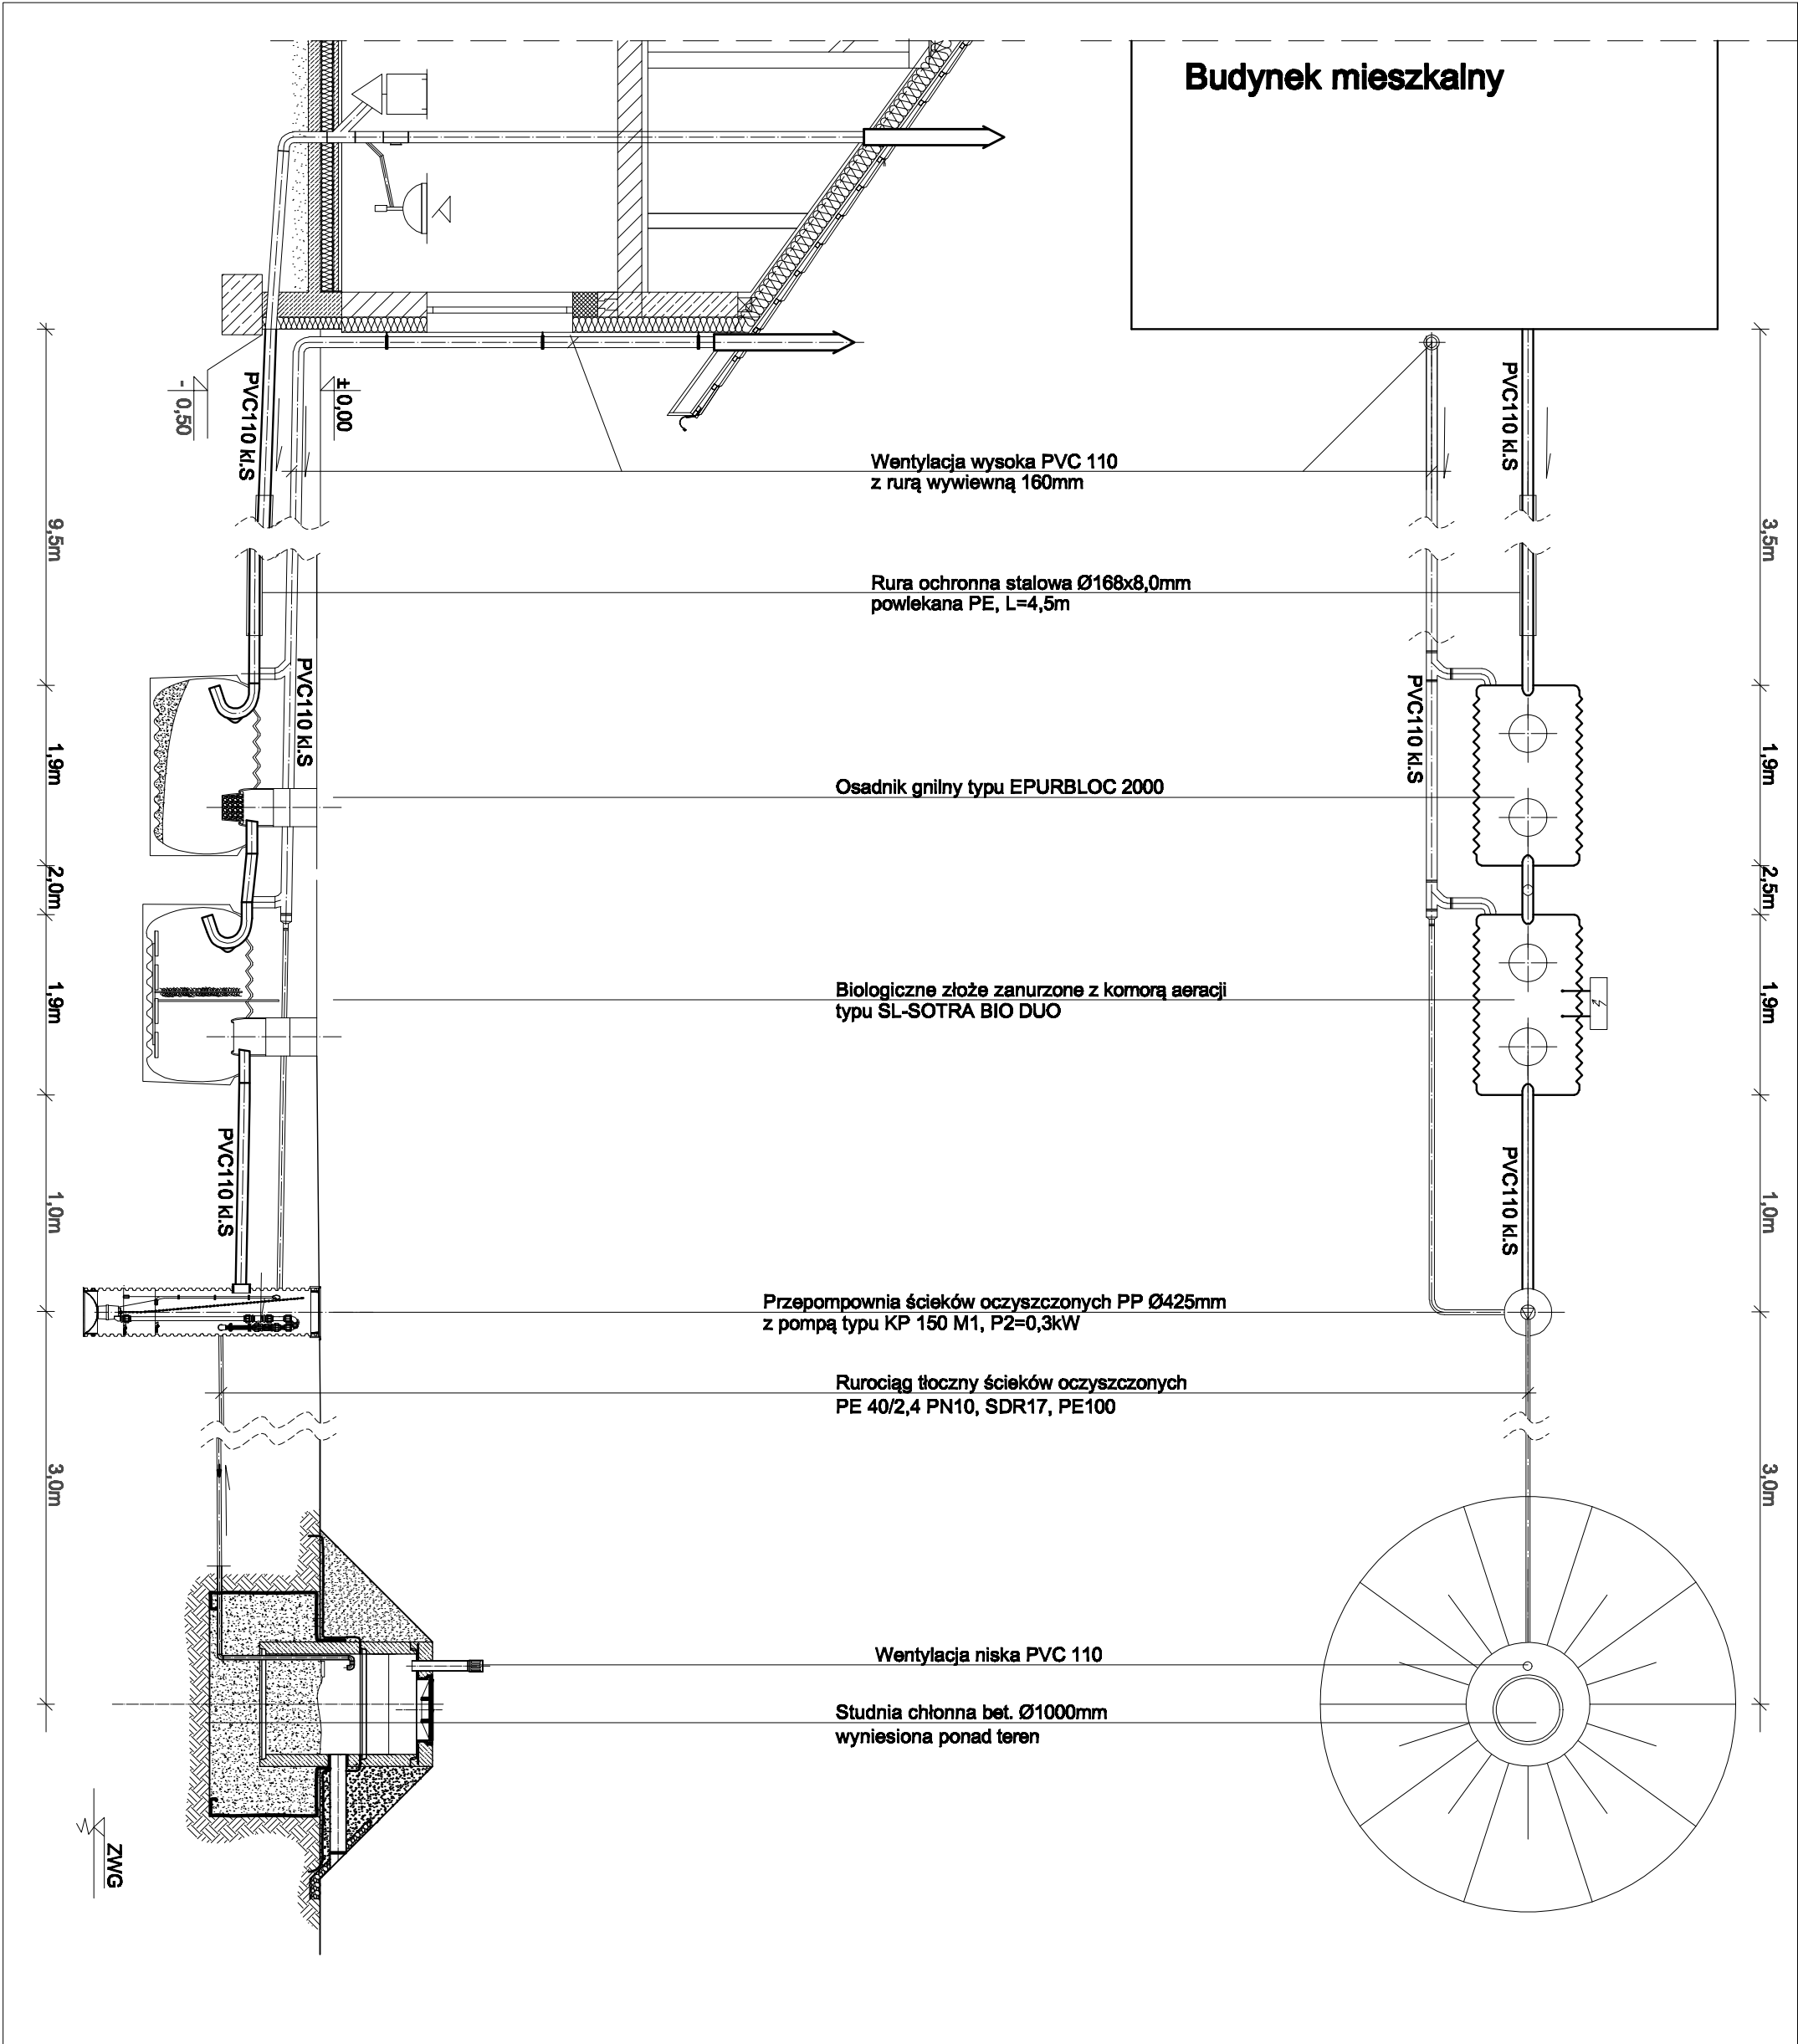 Budynek mieszkalny
± 0,00
- 0,50
PVC110 kl.S
PVC110 kl.S
Wentylacja wysoka PVC 110
z rurą wywiewną 160mm
9,5m
3,5m
Rura ochronna stalowa Ø168x8,0mm
powlekana PE, L=4,5m
PVC110 kl.S
PVC110 kl.S
1,9m
1,9m
Osadnik gnilny typu EPURBLOC 2000
2,0m
2,5m
Biologiczne złoże zanurzone z komorą aeracji
typu SL-SOTRA BIO DUO
1,9m
1,9m
PVC110 kl.S
PVC110 kl.S
1,0m
1,0m
Przepompownia ścieków oczyszczonych PP Ø425mm
z pompą typu KP 150 M1, P2=0,3kW
Rurociąg tłoczny ścieków oczyszczonych
PE 40/2,4 PN10, SDR17, PE100
3,0m
3,0m
Wentylacja niska PVC 110
Studnia chłonna bet. Ø1000mm
wyniesiona ponad teren
ZWG